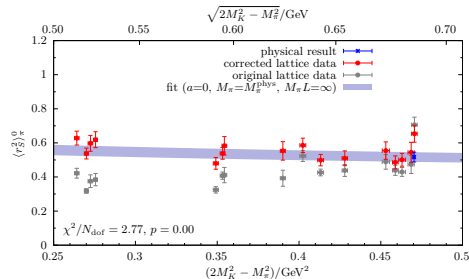 √2M_K^2 − M_π^2/GeV
0.50 0.55 0.60 0.65 0.70
1.2
1
0.8
0.6
0.4
0.2
0
⟨r_S^2⟩_π^0
physical result
corrected lattice data
original lattice data
fit (a=0, M_π=M_π^phys, M_πL=∞)
χ^2/N_dof = 2.77, p = 0.00
0.25 0.3 0.35 0.4 0.45 0.5
(2M_K^2 − M_π^2)/GeV^2